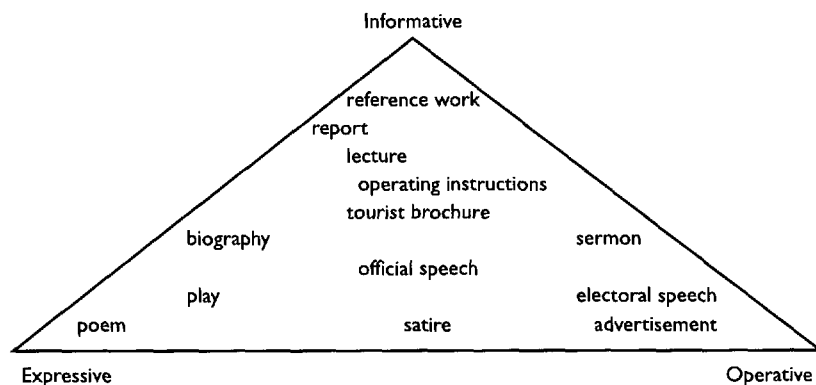 Informative
reference work
report
lecture
operating instructions
tourist brochure
biography
sermon
official speech
play
electoral speech
poem
satire
advertisement
Expressive
Operative